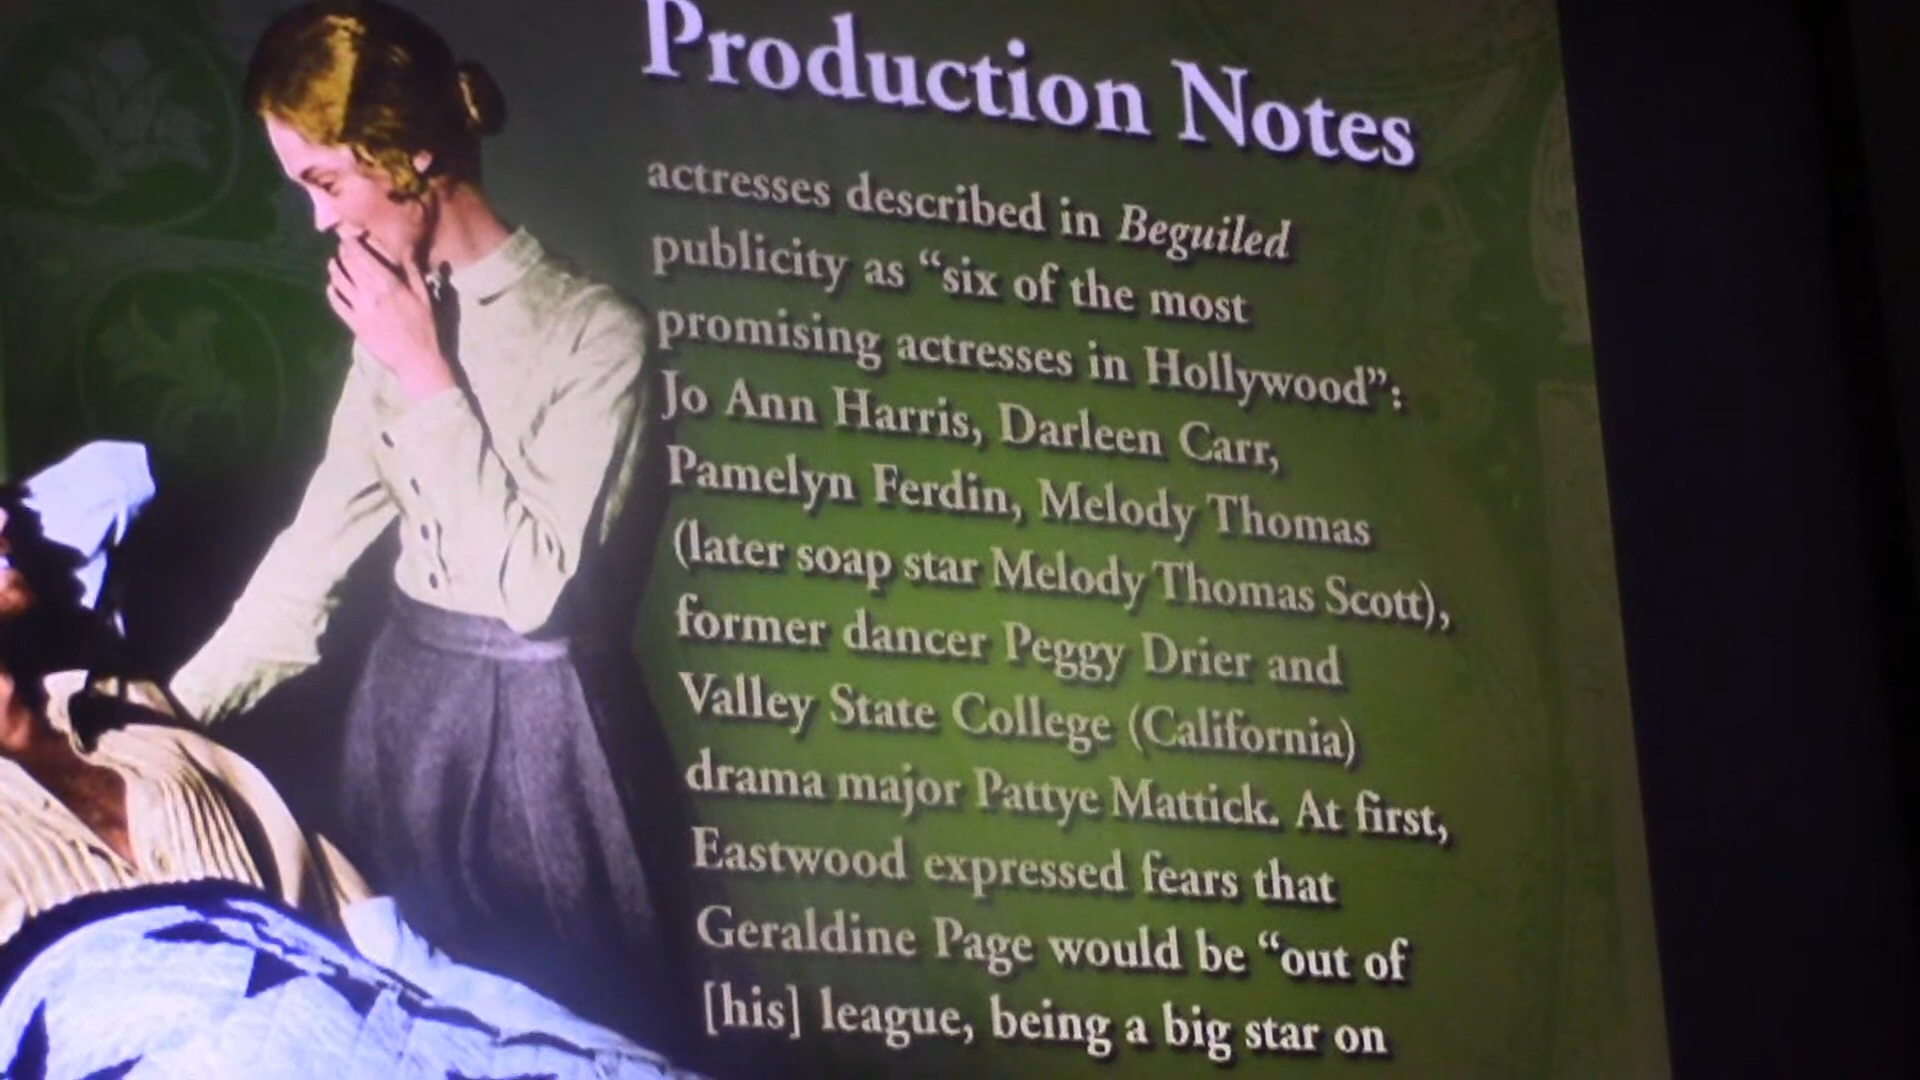 Production Notes
actresses described in Beguiled
publicity as “six of the most
promising actresses in Hollywood”:
Jo Ann Harris, Darleen Carr,
Pamelyn Ferdin, Melody Thomas
(later soap star Melody Thomas Scott),
former dancer Peggy Drier and
Valley State College (California)
drama major Pattye Mattick. At first,
Eastwood expressed fears that
Geraldine Page would be “out of
[his] league, being a big star on